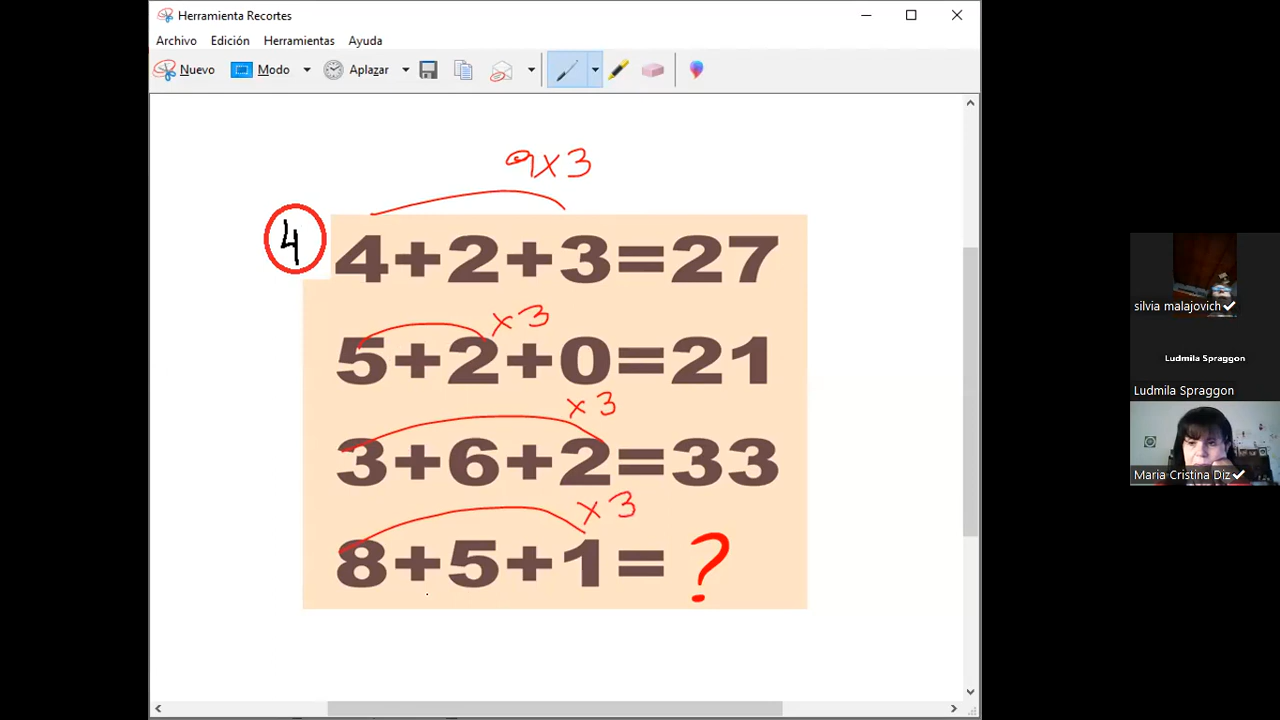 Herramienta Recortes
Archivo Edición Herramientas Ayuda
Nuevo Modo Aplazar
9x3
4
4+2+3=27
x3
5+2+0=21
x3
3+6+2=33
x3
8+5+1= ?
silvia malajovich
Ludmila Spraggon
Ludmila Spraggon
Maria Cristina Diz